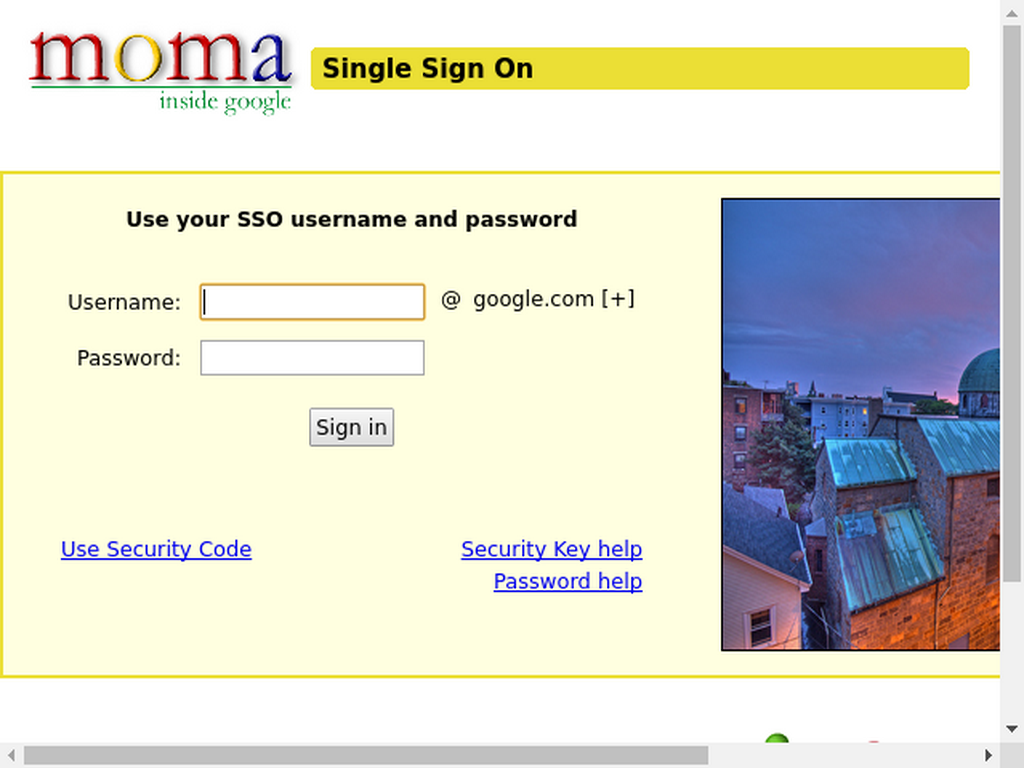 moma
inside google
Single Sign On
Use your SSO username and password
Username: @ google.com [+]
Password:
Sign in
Use Security Code Security Key help
Password help